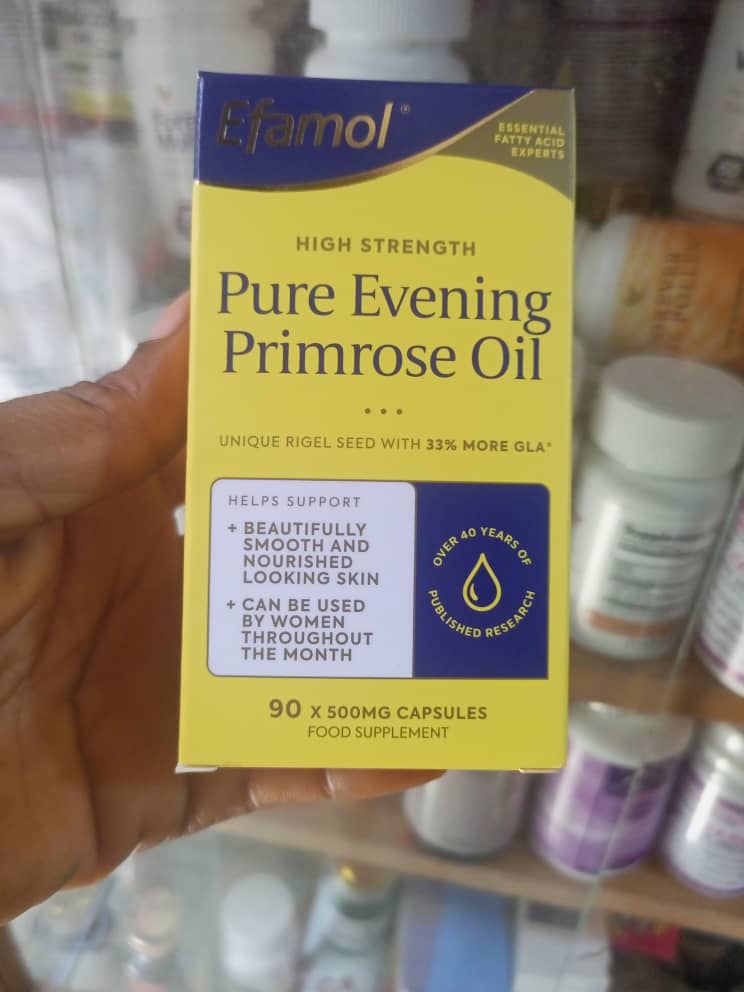 Efamol®
ESSENTIAL
FATTY ACID
EXPERTS
HIGH STRENGTH
Pure Evening
Primrose Oil
UNIQUE RIGEL SEED WITH 33% MORE GLA*
HELPS SUPPORT
+ BEAUTIFULLY
SMOOTH AND
NOURISHED
LOOKING SKIN
+ CAN BE USED
BY WOMEN
THROUGHOUT
THE MONTH
OVER 40 YEARS OF
PUBLISHED RESEARCH
90 X 500MG CAPSULES
FOOD SUPPLEMENT